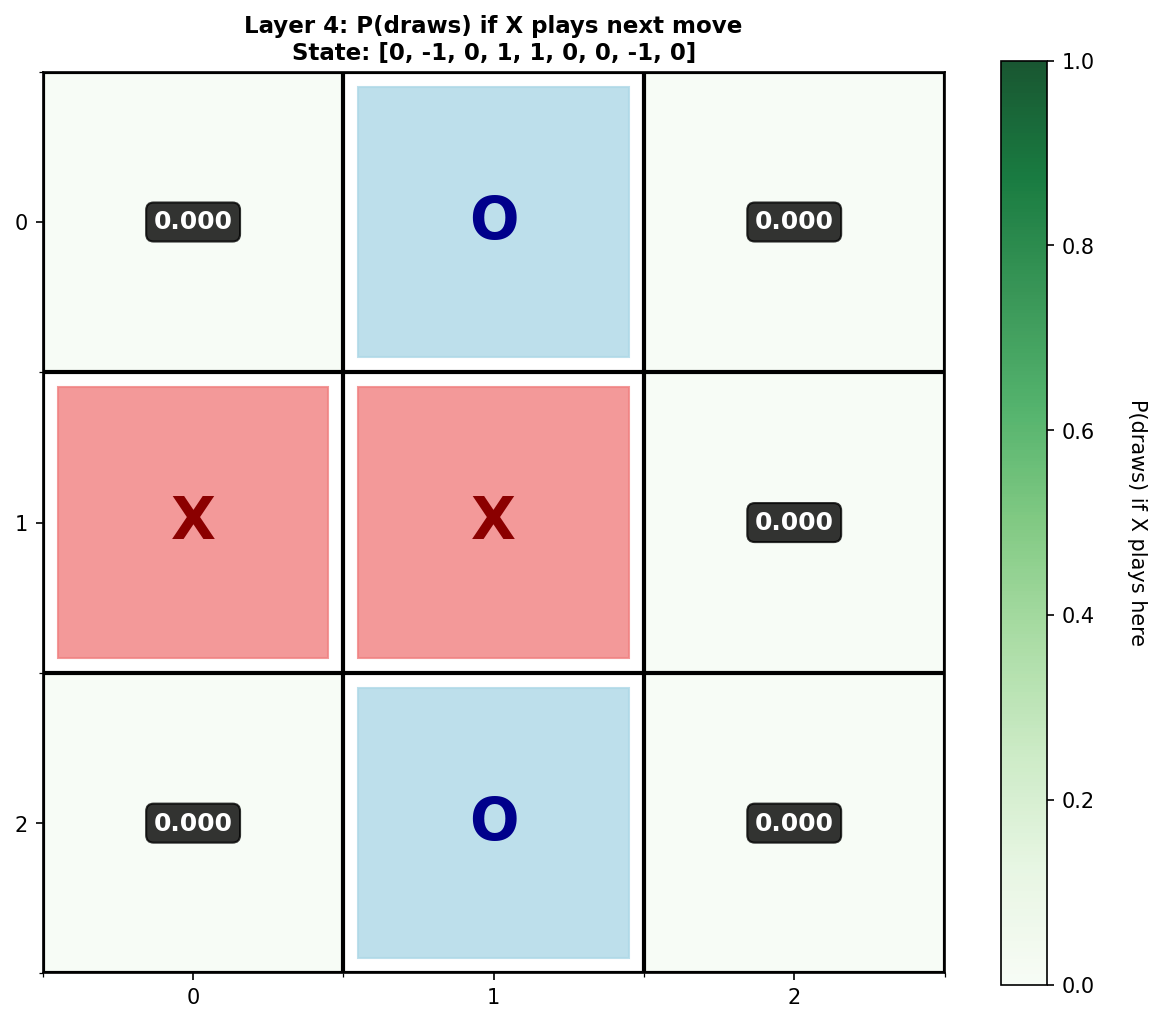 Layer 4: P(draws) if X plays next move
State: [0, -1, 0, 1, 1, 0, 0, -1, 0]
0
0.000
O
0.000
1
X
X
0.000
2
0.000
O
0.000
0
1
2
1.0
0.8
0.6
0.4
0.2
0.0
P(draws) if X plays here